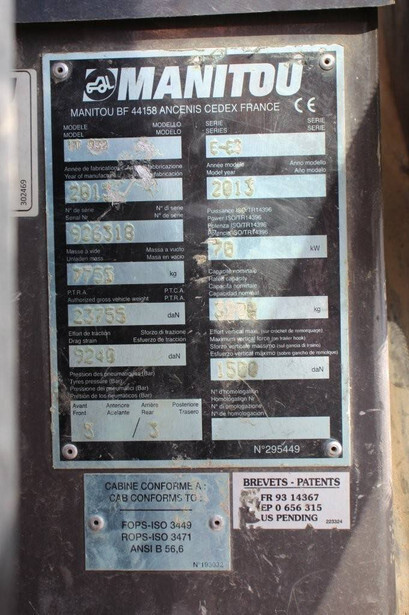 302469
MANITOU
MANITOU BF 44158 ANCENIS CEDEX FRANCE CE
MODELE MODELLO
MODEL MODELO
SERIE SERIE
SERIES SERIE
E-E3
Année de fabrication fabbricazione
Year of manufacture fabricación
2013
Année modèle Anno modello
Model year Año modelo
2013
N° de série N° di serie
Serial Nr N° de serie
926318
Puissance ISO/TR14396
Power ISO/TR14396
Potenza ISO/TR14396
Potencia ISO/TR14396
kW
Masse à vide Massa a vuoto
Unladen mass Masa en vacio
7750 kg
Capacité nominale
Rated capacity
Capacita nominale
Capacidad nominal
kg
P.T.R.A. P.T.C.A.
Authorized gross vehicle weight P.T.R.A.
23755 daN
Effort de traction Sforzo di trazione
Drag strain Esfuerzo de tracción
9240 daN
Effort vertical maxi. (sur crochet de remorquage)
Maximum vertical force (on trailer hook)
Sforzo verticale massimo (sul gancio di traino)
Esfuerzo vertical máximo (sobre gancho de remolque)
1500 daN
Pression des pneumatiques (Bar)
Tyres pressure (Bar)
Pressione dei pneumatici (Bar)
Presión de los neumáticos (Bar)
Avant Anteriore Arrière Posteriore
Front Adelante Rear Trasero
3 / 3
N° d'homologation
Homologation Nr
N° di omologazione
N° de homologación
N°295449
CABINE CONFORME A :
CAB CONFORMS TO :
FOPS-ISO 3449
ROPS-ISO 3471
ANSI B 56,6
BREVETS - PATENTS
FR 93 14367
EP 0 656 315
US PENDING
223324